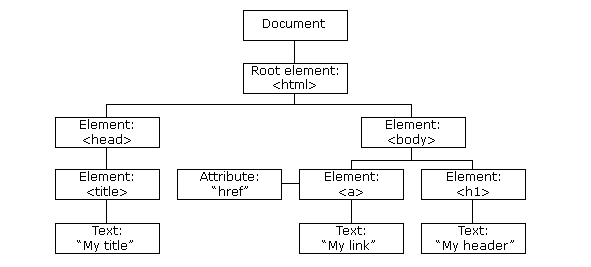 Document
Root element:
<html>
Element:
<head>
Element:
<body>
Element:
<title>
Attribute:
“href”
Element:
<a>
Element:
<h1>
Text:
“My title”
Text:
“My link”
Text:
“My header”